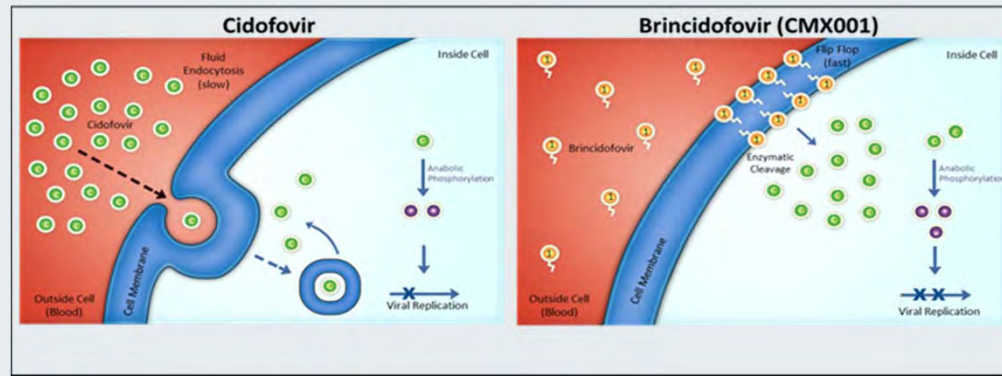 Cidofovir
Fluid
Endocytosis
(slow)
Inside Cell
Cidofovir
C
Anabolic
Phosphorylation
Cell Membrane
Outside Cell
(Blood)
X
Viral Replication
Brincidofovir (CMX001)
Flip Flop
(fast)
Inside Cell
1
Brincidofovir
Enzymatic
Cleavage
C
Anabolic
Phosphorylation
Cell Membrane
Outside Cell
(Blood)
X X
Viral Replication